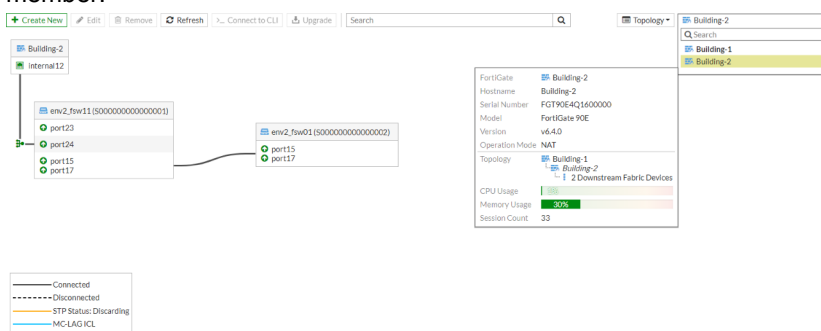 member.
+ Create New Edit Remove Refresh >_ Connect to CLI Upgrade Search Topology Building-2
Search
Building-1
Building-2
Building-2
internal12
env2_fsw11 (S000000000000001)
port23
port24
port15
port17
env2_fsw01 (S000000000000002)
port15
port17
FortiGate Building-2
Hostname Building-2
Serial Number FGT90E4Q1600000
Model FortiGate 90E
Version v6.4.0
Operation Mode NAT
Topology Building-1
Building-2
2 Downstream Fabric Devices
CPU Usage
Memory Usage 30%
Session Count 33
Connected
Disconnected
STP Status: Discarding
MC-LAG ICL